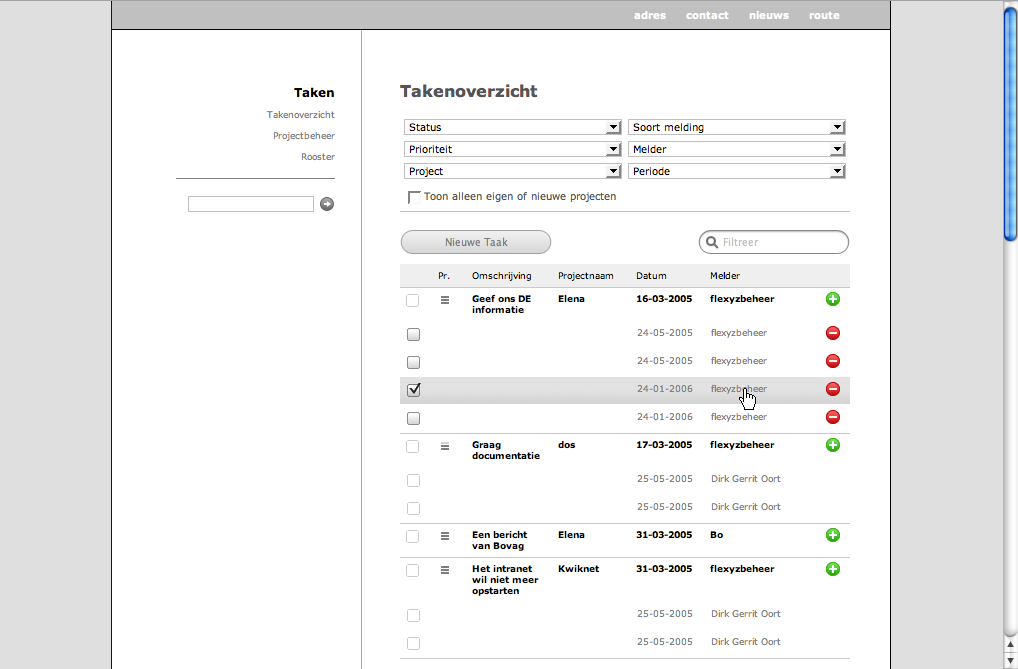 adres contact nieuws route
Taken
Takenoverzicht
Projectbeheer
Rooster
Takenoverzicht
Status Soort melding
Prioriteit Melder
Project Periode
Toon alleen eigen of nieuwe projecten
Nieuwe Taak Filtreer
Pr. Omschrijving Projectnaam Datum Melder
Geef ons DE Elena 16-03-2005 flexyzbeheer
informatie
24-05-2005 flexyzbeheer
24-05-2005 flexyzbeheer
24-01-2006 flexyzbeheer
24-01-2006 flexyzbeheer
Graag dos 17-03-2005 flexyzbeheer
documentatie
25-05-2005 Dirk Gerrit Oort
25-05-2005 Dirk Gerrit Oort
Een bericht Elena 31-03-2005 Bo
van Bovag
Het intranet Kwiknet 31-03-2005 flexyzbeheer
wil niet meer
opstarten
25-05-2005 Dirk Gerrit Oort
25-05-2005 Dirk Gerrit Oort